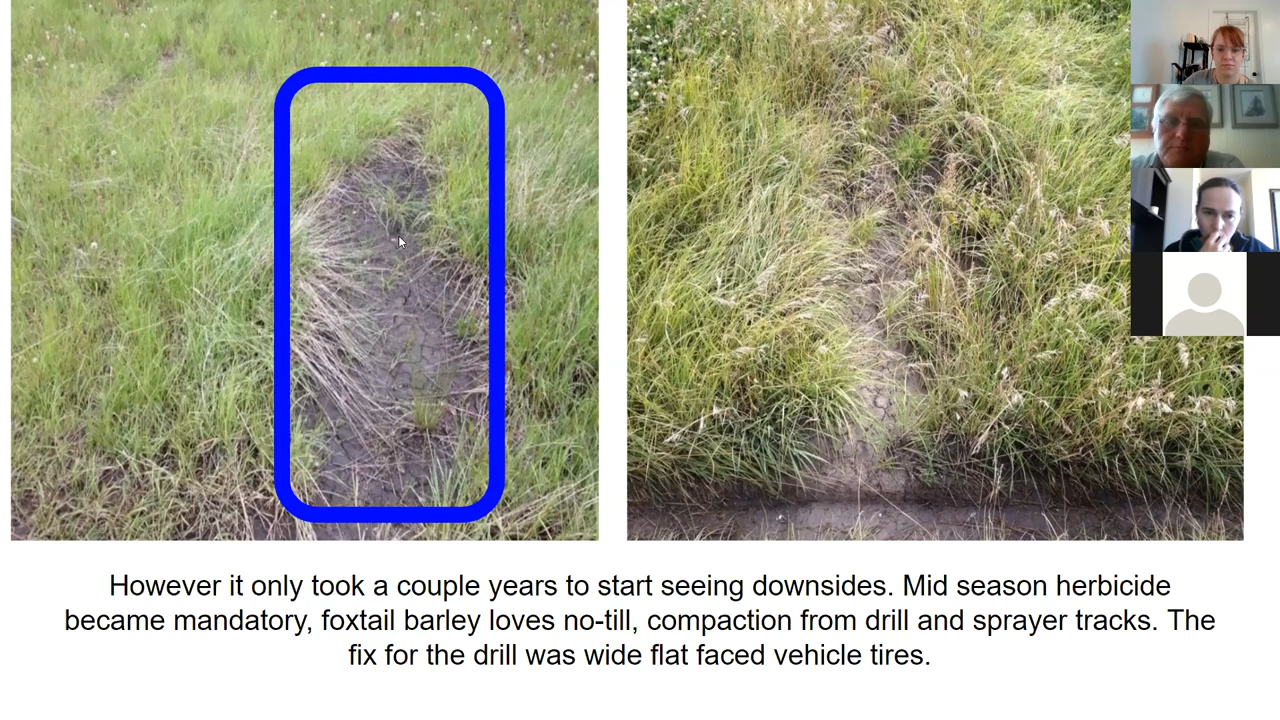 However it only took a couple years to start seeing downsides. Mid season herbicide
became mandatory, foxtail barley loves no-till, compaction from drill and sprayer tracks. The
fix for the drill was wide flat faced vehicle tires.